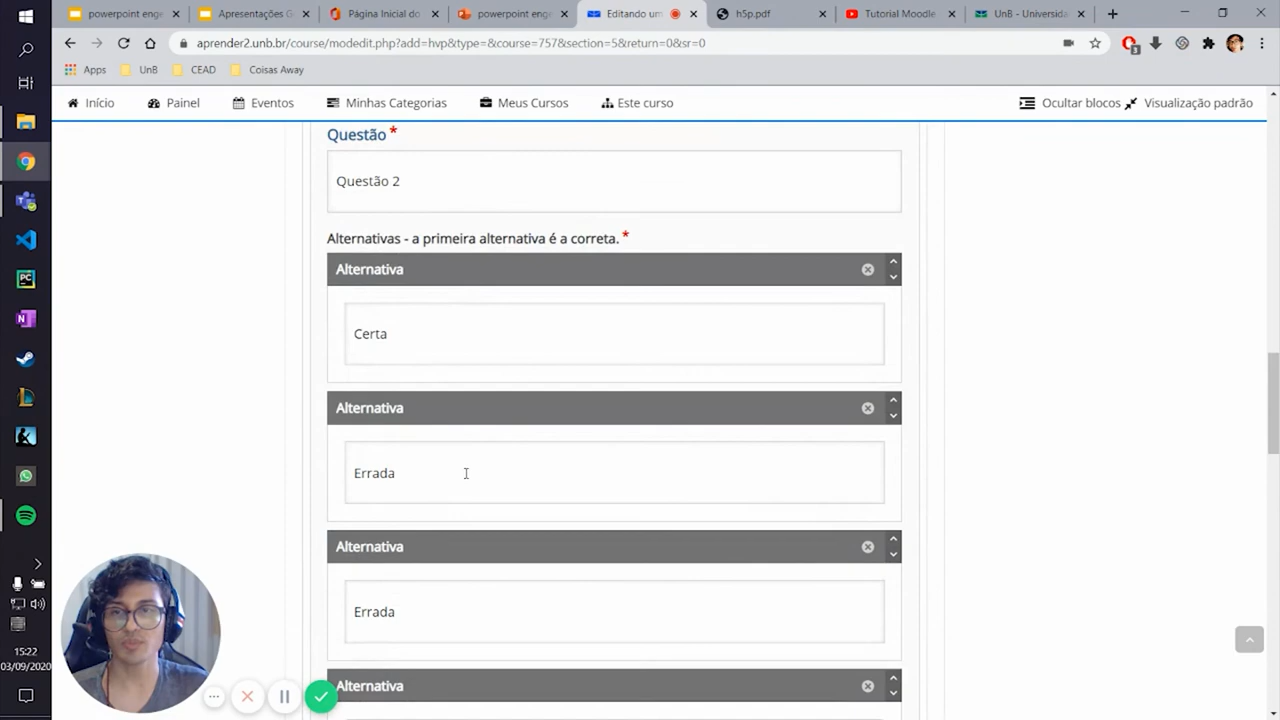 powerpoint enge
Apresentações G
Página Inicial do
powerpoint enge
Editando um
h5p.pdf
Tutorial Moodle
UnB - Universida
aprender2.unb.br/course/modedit.php?add=hvp&type=&course=757&section=5&return=0&sr=0
3
Apps
UnB
CEAD
Coisas Away
Início
Painel
Eventos
Minhas Categorias
Meus Cursos
Este curso
Ocultar blocos
Visualização padrão
Questão *
Questão 2
Alternativas - a primeira alternativa é a correta. *
Alternativa
Certa
Alternativa
Errada
Alternativa
Errada
Alternativa
15:22
03/09/2020